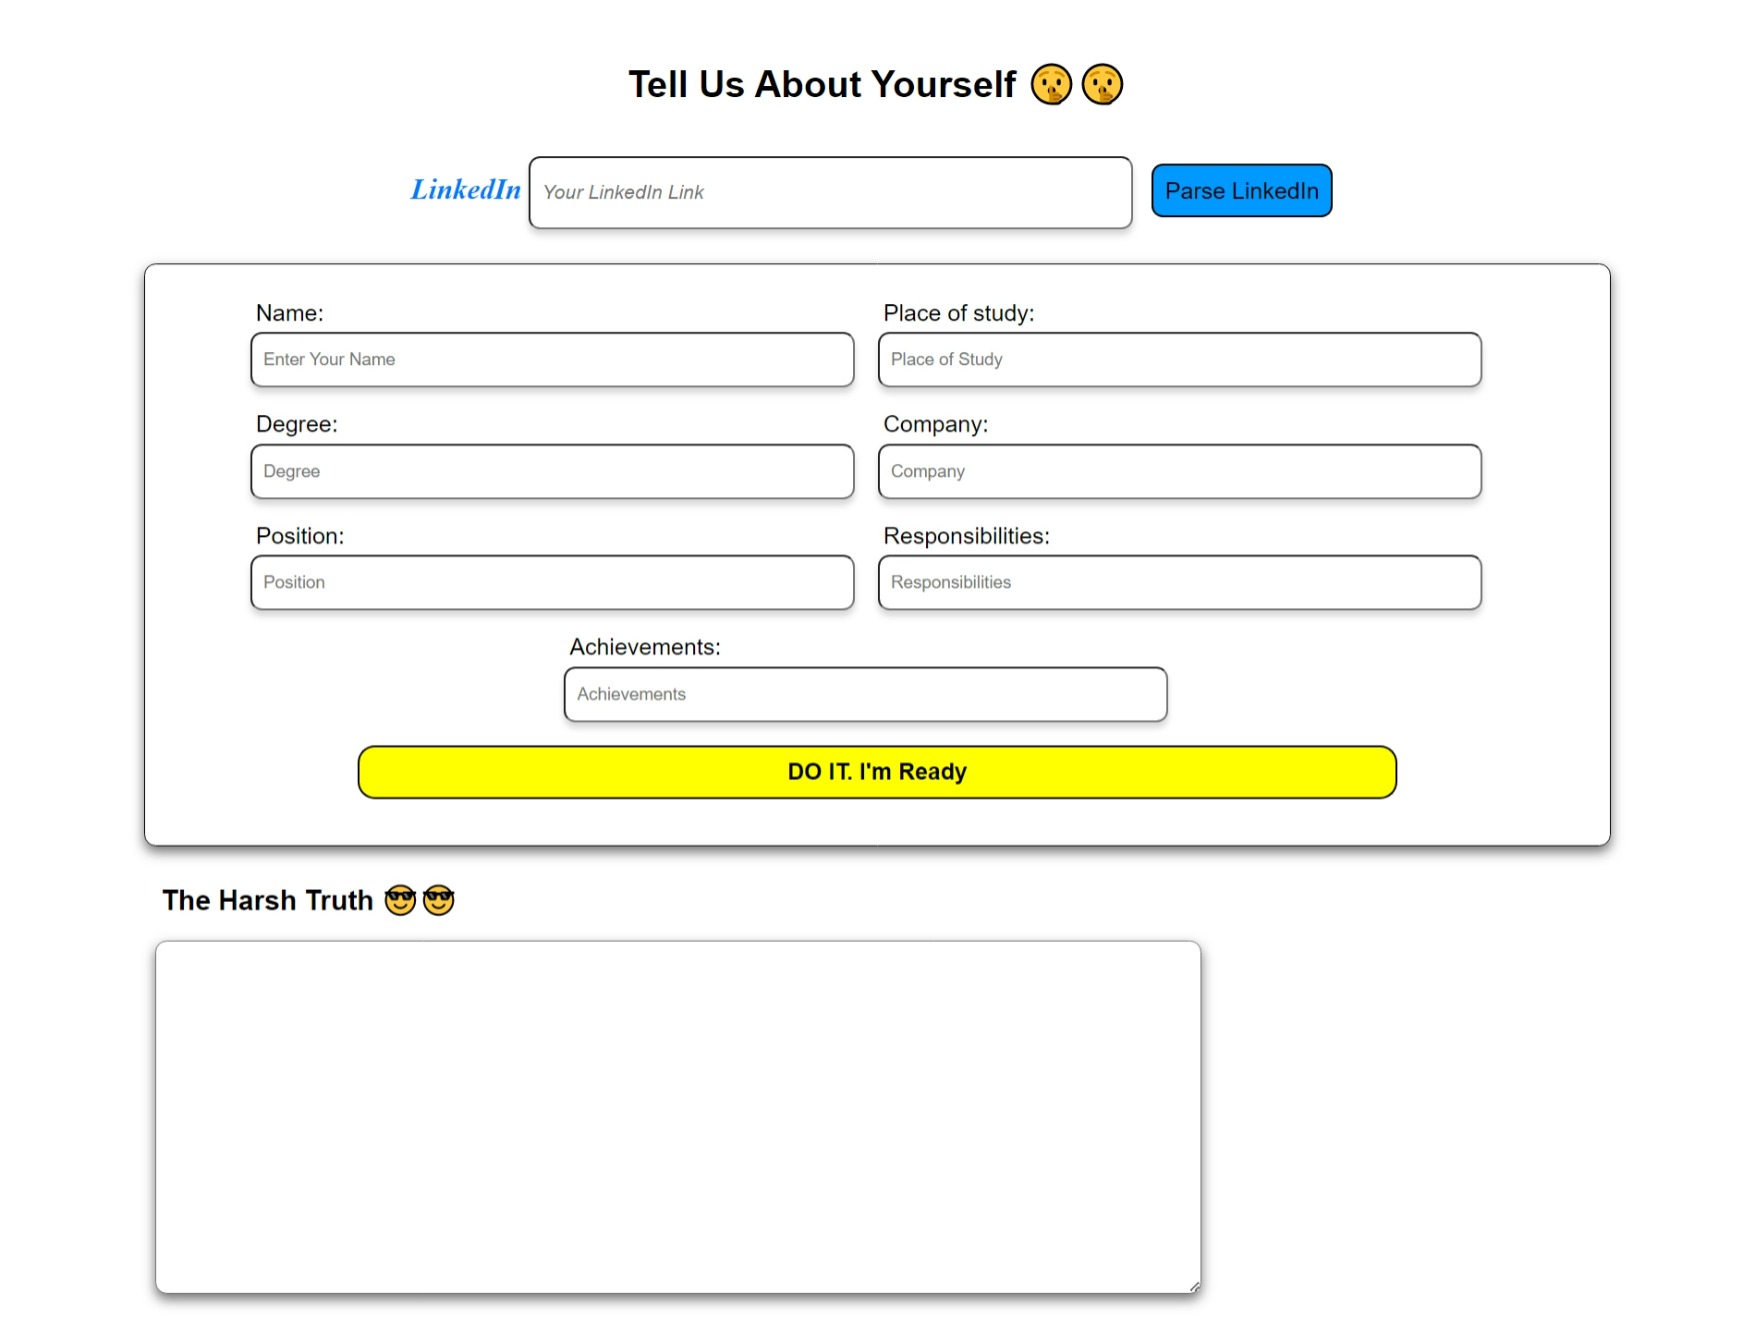 Tell Us About Yourself 🤫🤫
LinkedIn Your LinkedIn Link Parse LinkedIn
Name: Place of study:
Enter Your Name Place of Study
Degree: Company:
Degree Company
Position: Responsibilities:
Position Responsibilities
Achievements:
Achievements
DO IT. I'm Ready
The Harsh Truth 😎😎